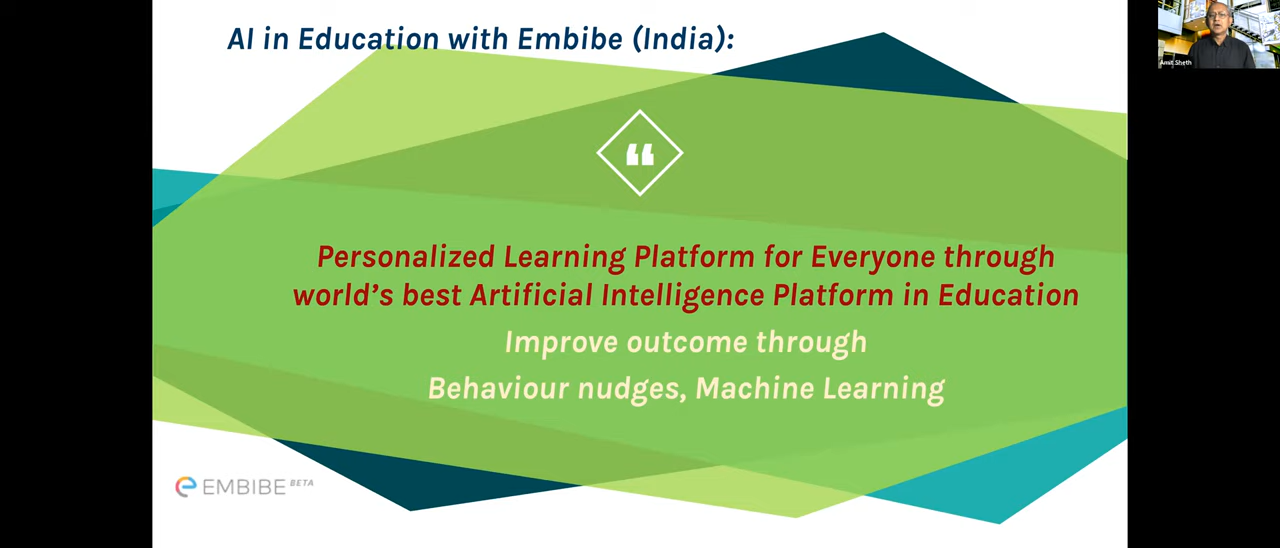 AI in Education with Embibe (India):
Amit Sheth
❝
Personalized Learning Platform for Everyone through
world's best Artificial Intelligence Platform in Education
Improve outcome through
Behaviour nudges, Machine Learning
EMBIBE BETA